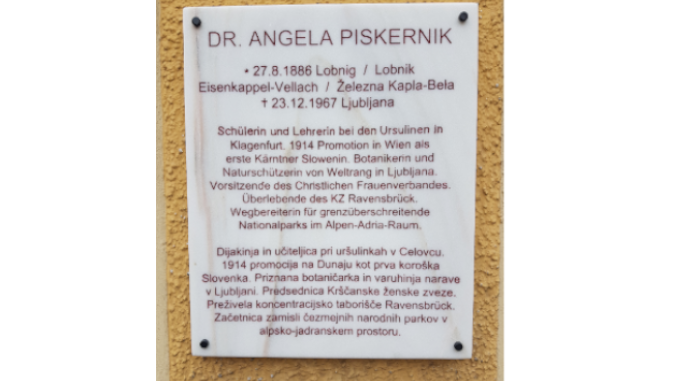 DR. ANGELA PISKERNIK
* 27.8.1886 Lobnig / Lobnik
Eisenkappel-Vellach / Železna Kapla-Bela
† 23.12.1967 Ljubljana
Schülerin und Lehrerin bei den Ursulinen in
Klagenfurt. 1914 Promotion in Wien als
erste Kärntner Slowenin. Botanikerin und
Naturschützerin von Weltrang in Ljubljana.
Vorsitzende des Christlichen Frauenverbandes.
Überlebende des KZ Ravensbrück.
Wegbereiterin für grenzüberschreitende
Nationalparks im Alpen-Adria-Raum.
Dijakinja in učiteljica pri uršulinkah v Celovcu.
1914 promocija na Dunaju kot prva koroška
Slovenka. Priznana botaničarka in varuhinja narave
v Ljubljani. Predsednica Krščanske ženske zveze.
Preživela koncentracijsko taborišče Ravensbrück.
Začetnica zamisli čezmejnih narodnih parkov v
alpsko-jadranskem prostoru.